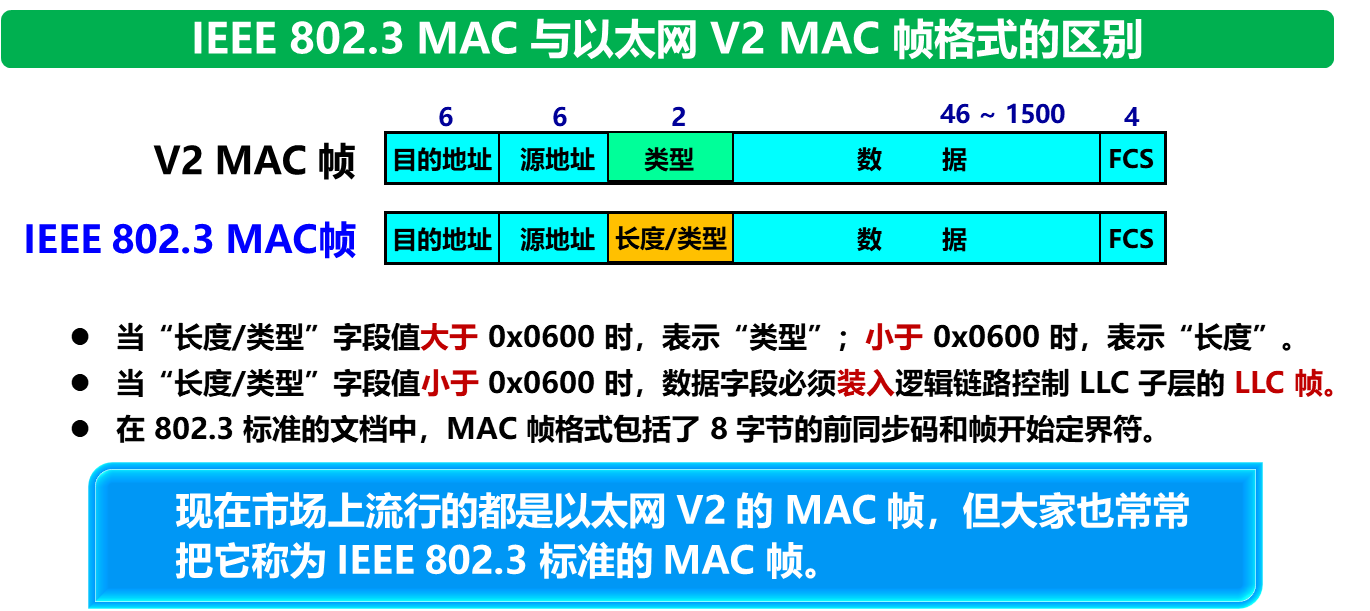 IEEE 802.3 MAC 与以太网 V2 MAC 帧格式的区别
6 6 2 46 ~ 1500 4
V2 MAC 帧 目的地址 源地址 类型 数 据 FCS
IEEE 802.3 MAC帧 目的地址 源地址 长度/类型 数 据 FCS
● 当“长度/类型”字段值大于 0x0600 时，表示“类型”；小于 0x0600 时，表示“长度”。
● 当“长度/类型”字段值小于 0x0600 时，数据字段必须装入逻辑链路控制 LLC 子层的 LLC 帧。
● 在 802.3 标准的文档中，MAC 帧格式包括了 8 字节的前同步码和帧开始定界符。
现在市场上流行的都是以太网 V2 的 MAC 帧，但大家也常常
把它称为 IEEE 802.3 标准的 MAC 帧。